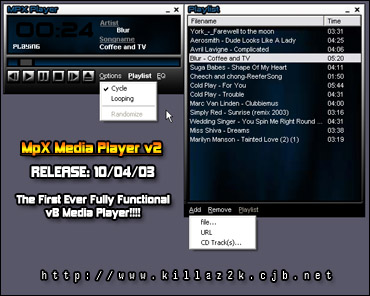 MPX Player
00:24
PLAYING
Artist
Blur
Songname
Coffee and TV
Options
Playlist
EQ
Cycle
Looping
Randomize
MpX Media Player v2
RELEASE: 10/04/03
The First Ever Fully Functional
vB Media Player!!!!
Playlist
Filename Time
York_-_Farewell to the moon 03:31
Aerosmith - Dude Looks Like A Lady 04:25
Avril Lavigne - Complicated 04:06
Blur - Coffee and TV 05:20
Suga Babes - Shape Of My Heart 04:11
Cheech and chong-ReeferSong 01:50
Cold Play - For You 05:44
Cold Play - Trouble 04:31
Marc Van Linden - Clubbiemus 04:00
Simply Red - Sunrise (remix 2003) 03:16
Wedding Singer - You Spin Me Right Round ... 03:34
Miss Shiva - Dreams 03:38
Marilyn Manson - Tainted Love (2) (1) 03:19
Add Remove Playlist
file...
URL
CD Track(s)...
http://www.killaz2k.cjb.net